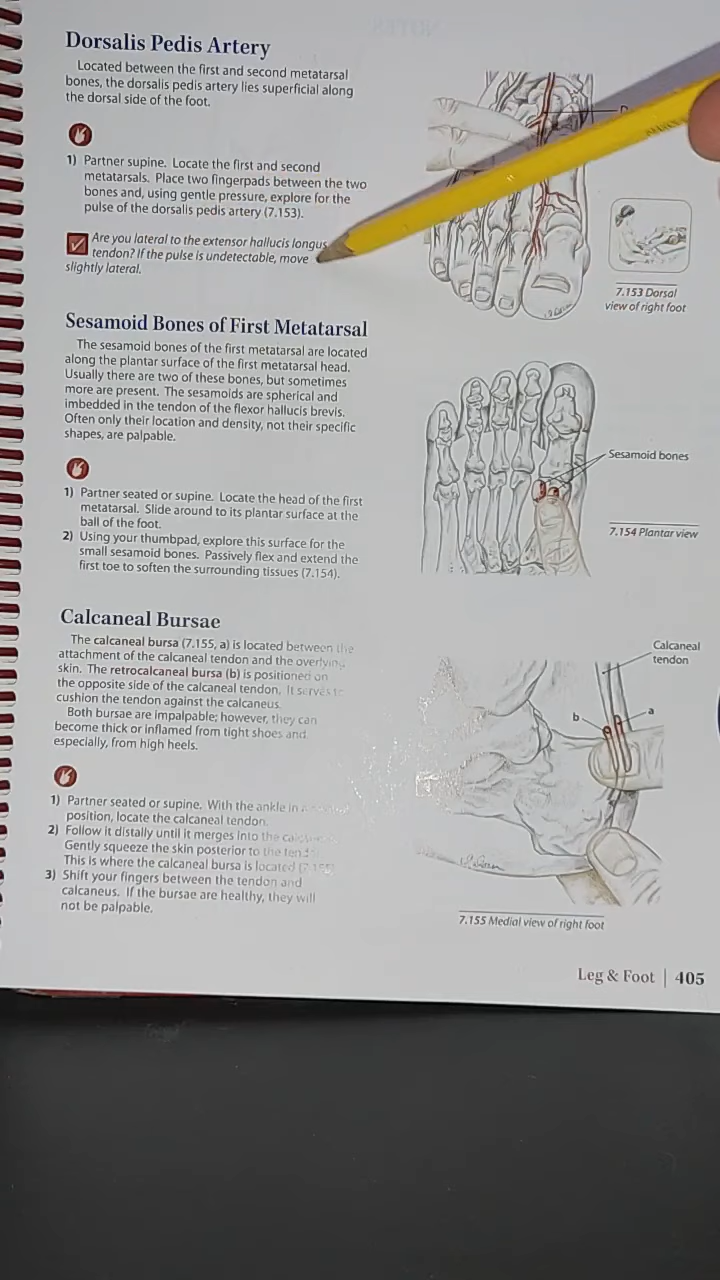 Dorsalis Pedis Artery
Located between the first and second metatarsal
bones, the dorsalis pedis artery lies superficial along
the dorsal side of the foot.
1) Partner supine. Locate the first and second
metatarsals. Place two fingerpads between the two
bones and, using gentle pressure, explore for the
pulse of the dorsalis pedis artery (7.153).
Are you lateral to the extensor hallucis longus
tendon? If the pulse is undetectable, move
slightly lateral.
7.153 Dorsal
view of right foot
Sesamoid Bones of First Metatarsal
The sesamoid bones of the first metatarsal are located
along the plantar surface of the first metatarsal head.
Usually there are two of these bones, but sometimes
more are present. The sesamoids are spherical and
imbedded in the tendon of the flexor hallucis brevis.
Often only their location and density, not their specific
shapes, are palpable.
1) Partner seated or supine. Locate the head of the first
metatarsal. Slide around to its plantar surface at the
ball of the foot.
2) Using your thumbpad, explore this surface for the
small sesamoid bones. Passively flex and extend the
first toe to soften the surrounding tissues (7.154).
Sesamoid bones
7.154 Plantar view
Calcaneal Bursae
The calcaneal bursa (7.155, a) is located between the
attachment of the calcaneal tendon and the overlying
skin. The retrocalcaneal bursa (b) is positioned on
the opposite side of the calcaneal tendon. It serves to
cushion the tendon against the calcaneus.
Both bursae are impalpable; however, they can
become thick or inflamed from tight shoes and
especially, from high heels.
1) Partner seated or supine. With the ankle in a
position, locate the calcaneal tendon.
2) Follow it distally until it merges into the
Gently squeeze the skin posterior to the
This is where the calcaneal bursa is located
3) Shift your fingers between the tendon and
calcaneus. If the bursae are healthy, they will
not be palpable.
Calcaneal
tendon
b
a
7.155 Medial view of right foot
Leg & Foot | 405